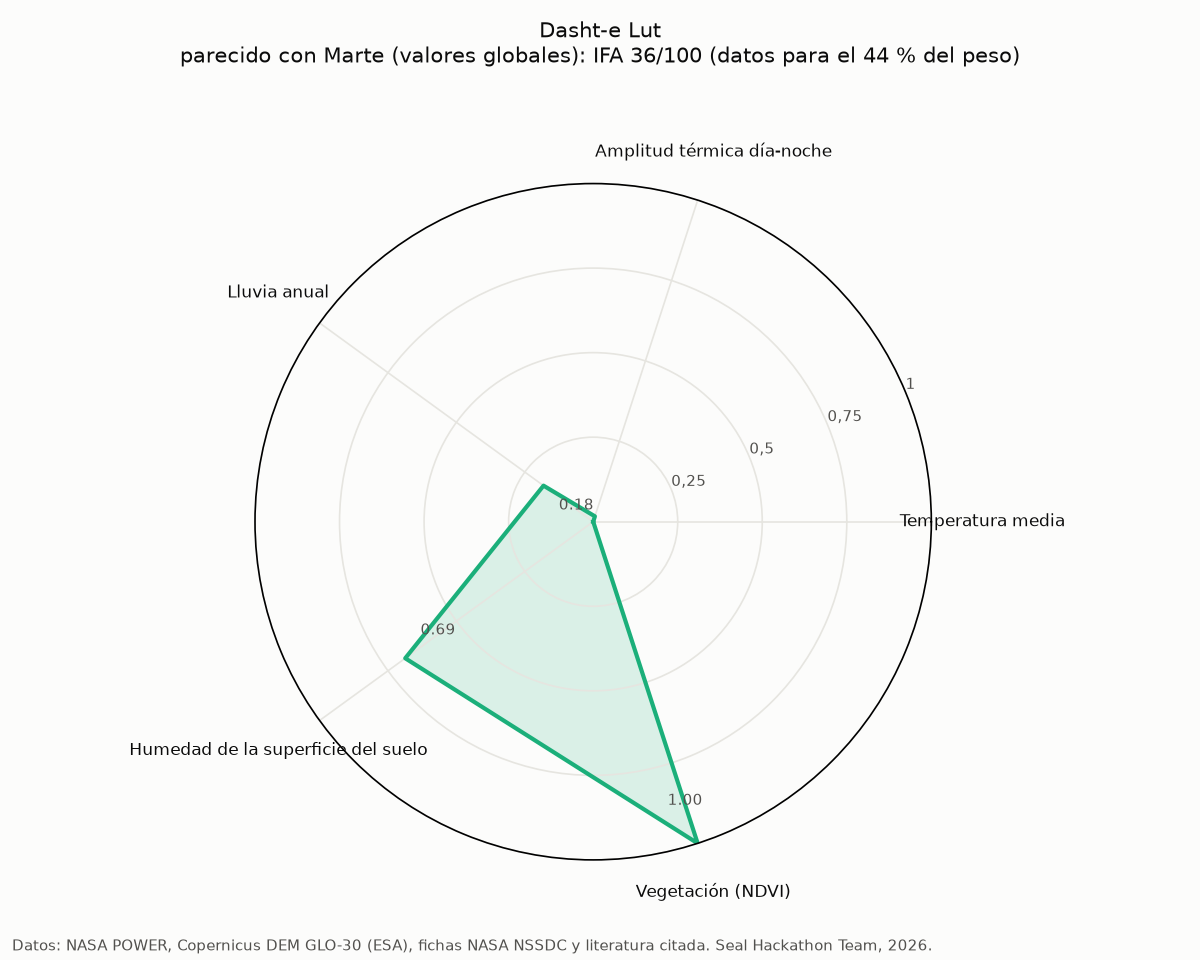 Dasht-e Lut
parecido con Marte (valores globales): IFA 36/100 (datos para el 44 % del peso)
Amplitud térmica día-noche
Lluvia anual
1
0,75
0,5
0,25
0.18
Temperatura media
0.69
Humedad de la superficie del suelo
1.00
Vegetación (NDVI)
Datos: NASA POWER, Copernicus DEM GLO-30 (ESA), fichas NASA NSSDC y literatura citada. Seal Hackathon Team, 2026.